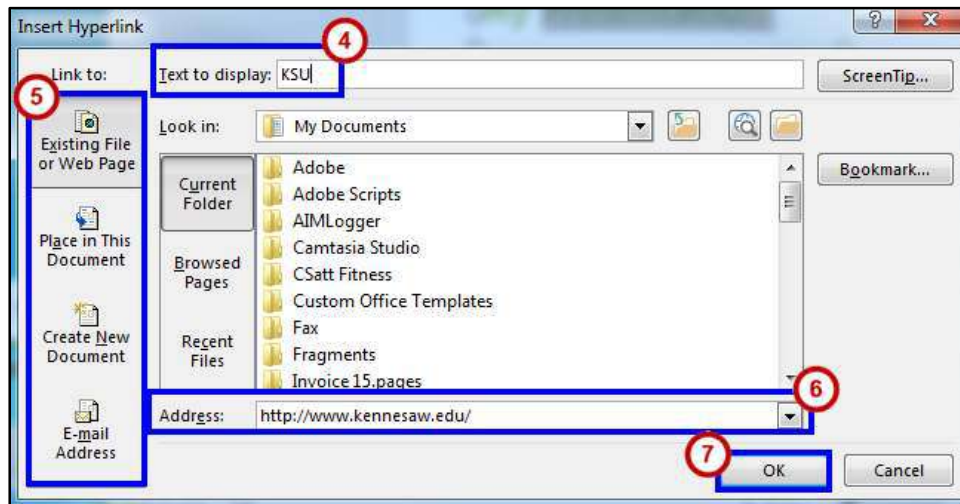 Insert Hyperlink
4
Link to:
Text to display: KSU
ScreenTip...
5
Existing File
or Web Page
Place in This
Document
Create New
Document
E-mail
Address
Look in:
My Documents
Bookmark...
Current
Folder
Browsed
Pages
Recent
Files
Adobe
Adobe Scripts
AIMLogger
Camtasia Studio
CSatt Fitness
Custom Office Templates
Fax
Fragments
Invoice 15.pages
6
Address: http://www.kennesaw.edu/
7
OK
Cancel